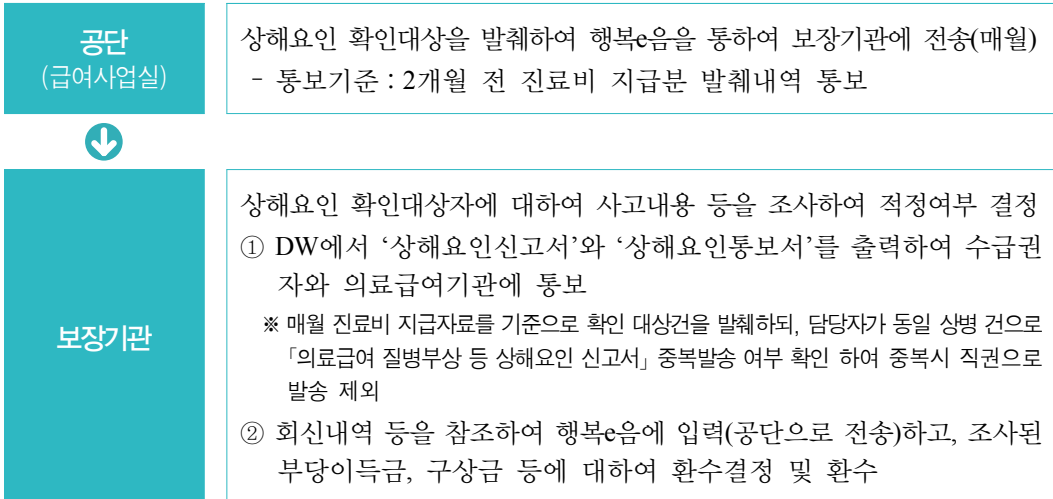 공단
(급여사업실)
상해요인 확인대상을 발췌하여 행복e음을 통하여 보장기관에 전송(매월)
- 통보기준 : 2개월 전 진료비 지급분 발췌내역 통보
보장기관
상해요인 확인대상자에 대하여 사고내용 등을 조사하여 적정여부 결정
① DW에서 ‘상해요인신고서’와 ‘상해요인통보서’를 출력하여 수급권
자와 의료급여기관에 통보
※ 매월 진료비 지급자료를 기준으로 확인 대상건을 발췌하되, 담당자가 동일 상병 건으로
「의료급여 질병부상 등 상해요인 신고서」 중복발송 여부 확인 하여 중복시 직권으로
발송 제외
② 회신내역 등을 참조하여 행복e음에 입력(공단으로 전송)하고, 조사된
부당이득금, 구상금 등에 대하여 환수결정 및 환수